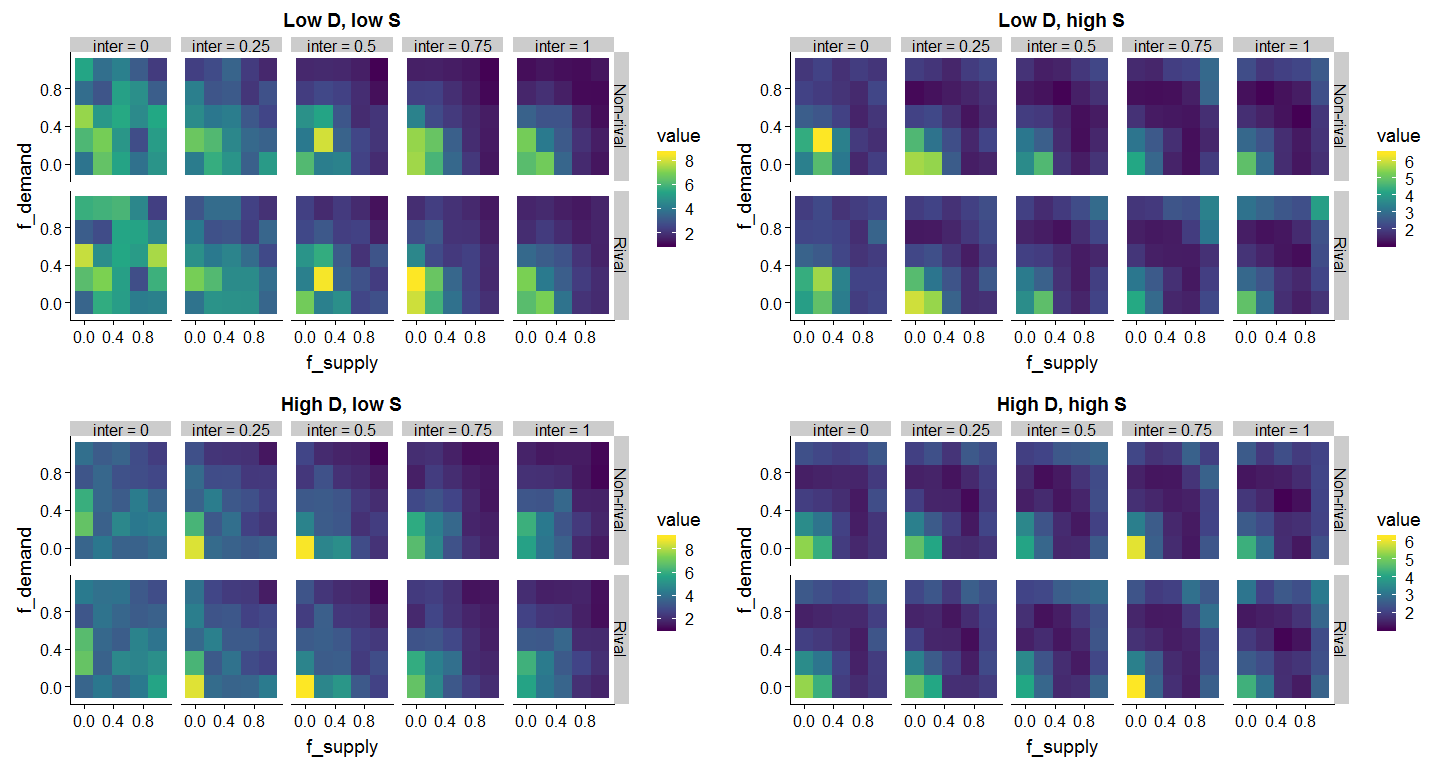 Low D, low S
inter = 0 inter = 0.25 inter = 0.5 inter = 0.75 inter = 1
f_demand
0.8
0.4
0.0
Non-rival
0.8
0.4
0.0
Rival
0.0 0.4 0.8 0.0 0.4 0.8 0.0 0.4 0.8 0.0 0.4 0.8 0.0 0.4 0.8
f_supply
value
8
6
4
2
Low D, high S
inter = 0 inter = 0.25 inter = 0.5 inter = 0.75 inter = 1
f_demand
0.8
0.4
0.0
Non-rival
0.8
0.4
0.0
Rival
0.0 0.4 0.8 0.0 0.4 0.8 0.0 0.4 0.8 0.0 0.4 0.8 0.0 0.4 0.8
f_supply
value
6
5
4
3
2
High D, low S
inter = 0 inter = 0.25 inter = 0.5 inter = 0.75 inter = 1
f_demand
0.8
0.4
0.0
Non-rival
0.8
0.4
0.0
Rival
0.0 0.4 0.8 0.0 0.4 0.8 0.0 0.4 0.8 0.0 0.4 0.8 0.0 0.4 0.8
f_supply
value
8
6
4
2
High D, high S
inter = 0 inter = 0.25 inter = 0.5 inter = 0.75 inter = 1
f_demand
0.8
0.4
0.0
Non-rival
0.8
0.4
0.0
Rival
0.0 0.4 0.8 0.0 0.4 0.8 0.0 0.4 0.8 0.0 0.4 0.8 0.0 0.4 0.8
f_supply
value
6
5
4
3
2